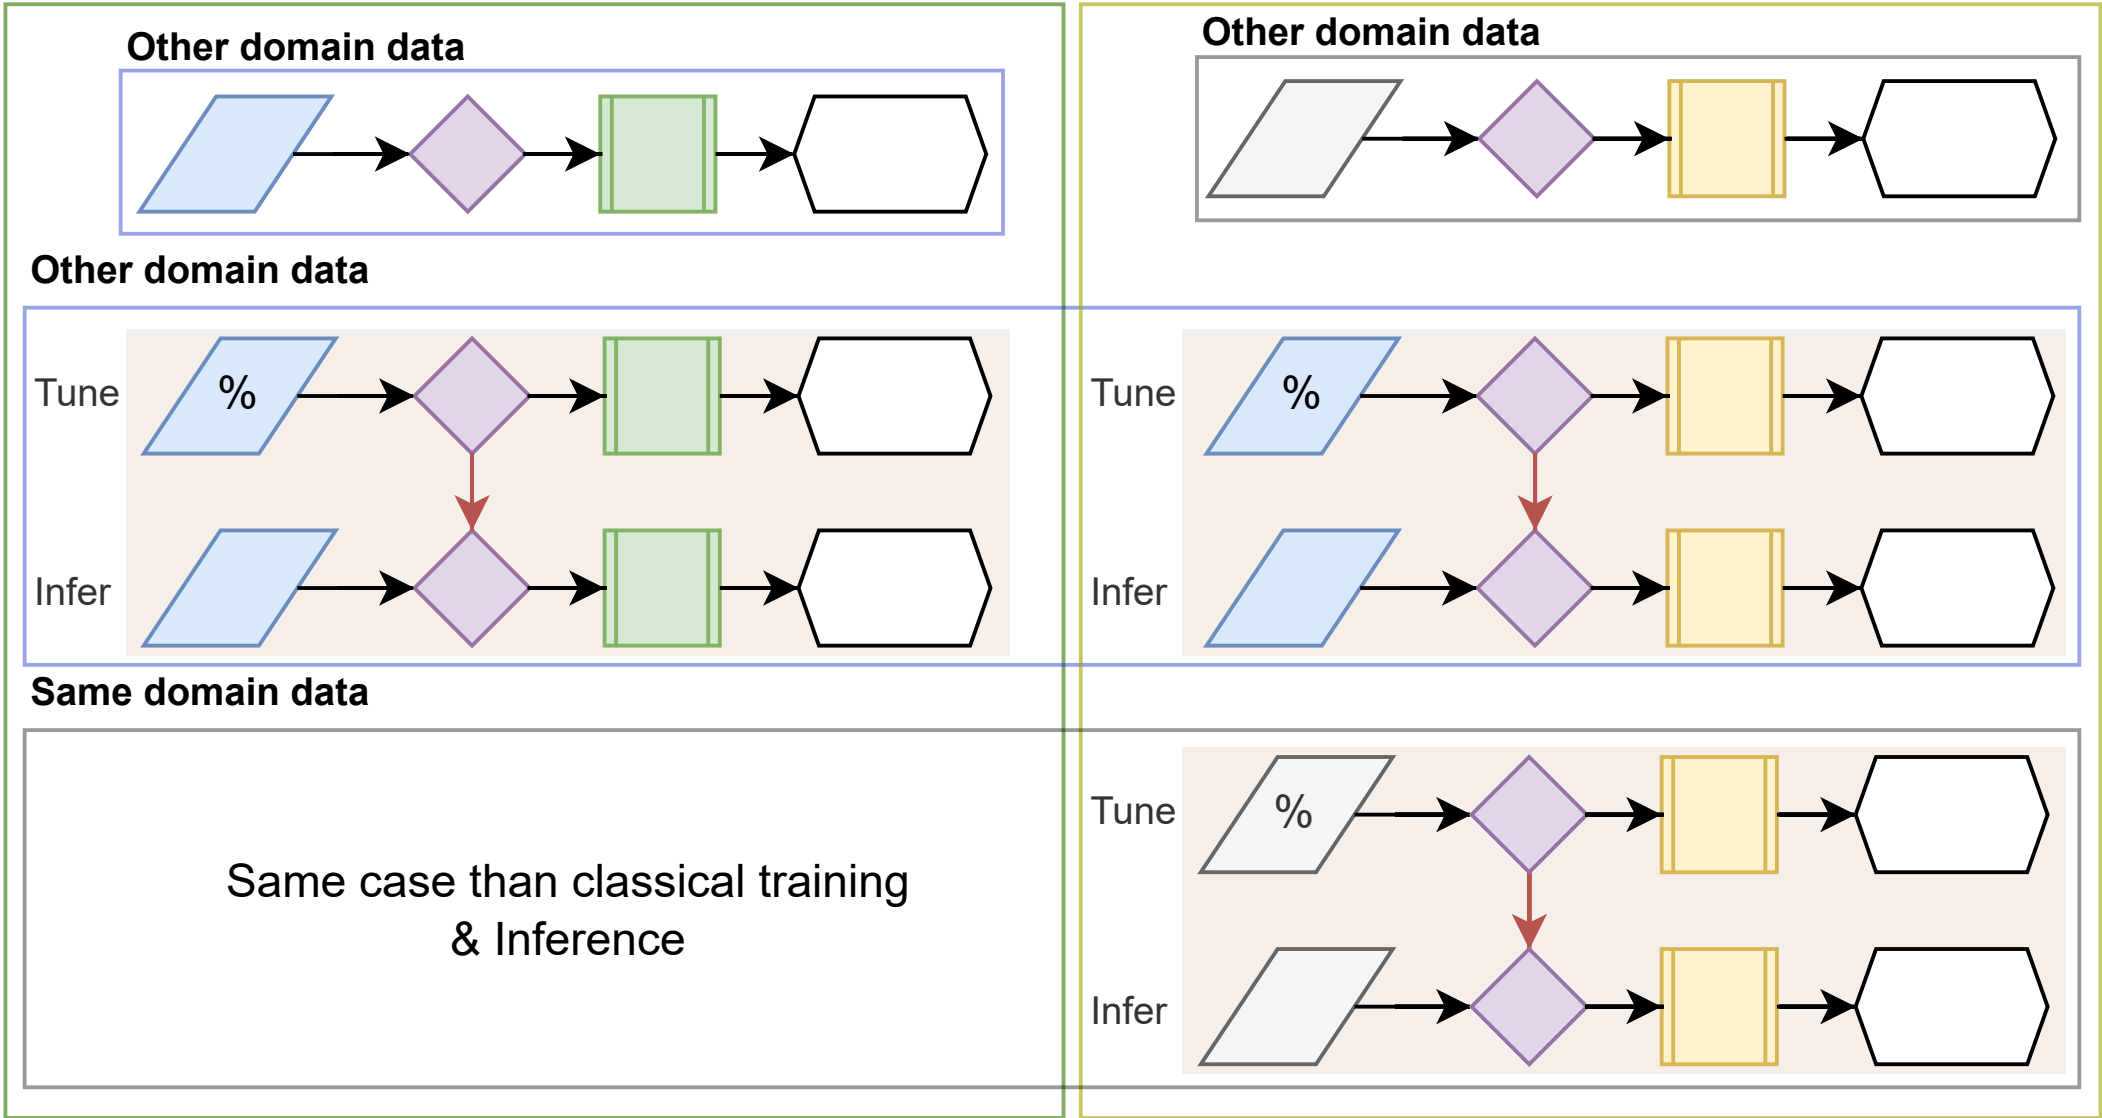 Other domain data
Other domain data
Other domain data
Tune
%
Tune
%
Infer
Infer
Same domain data
Tune
%
Same case than classical training
& Inference
Infer